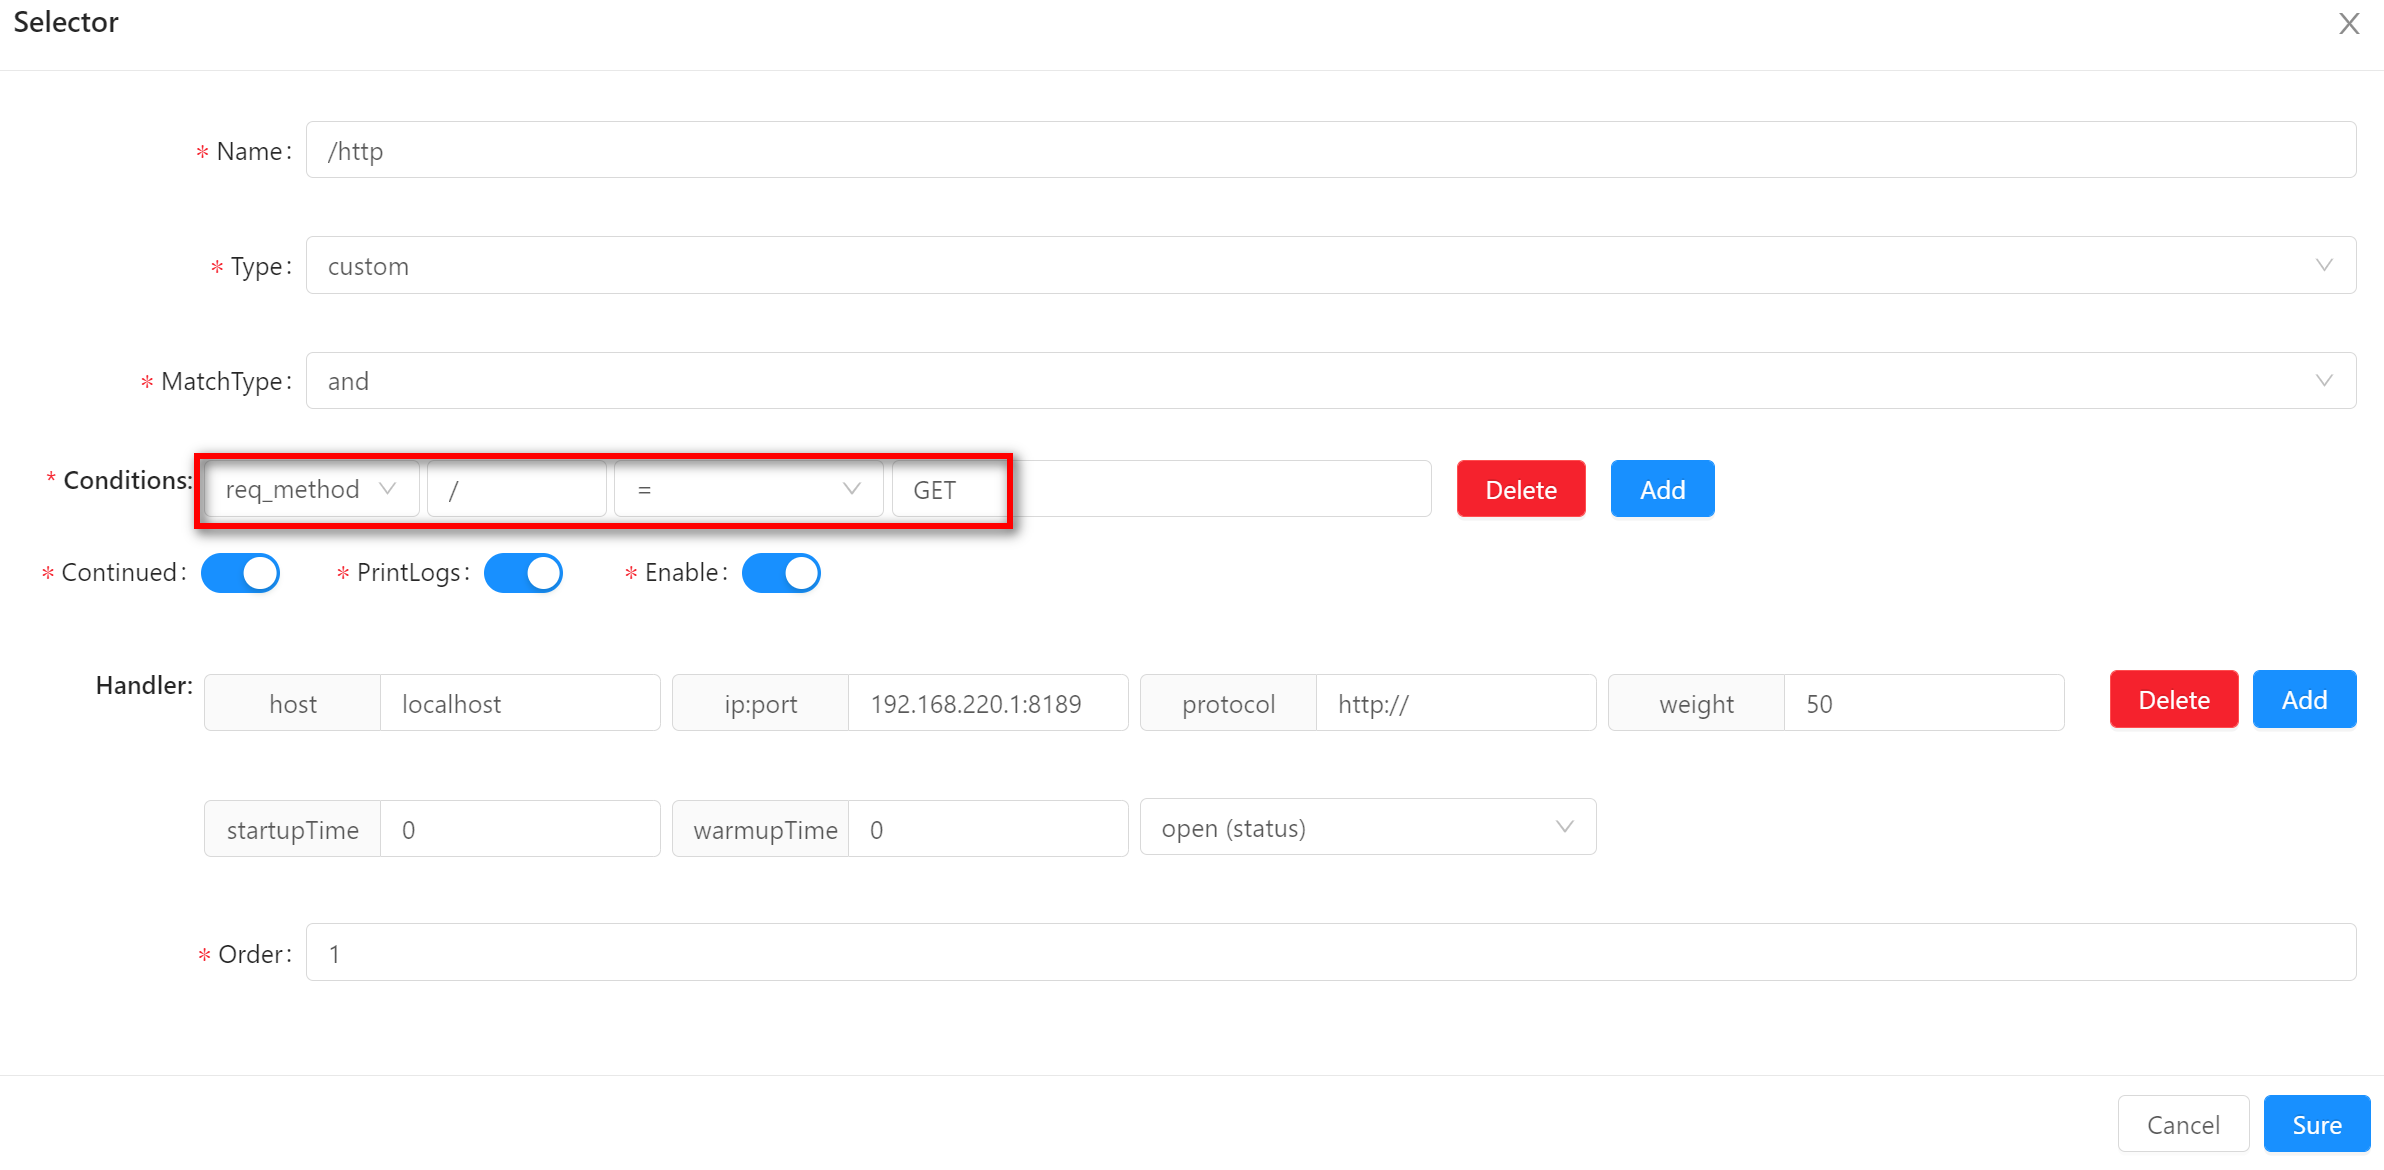 Selector
* Name: /http
* Type: custom
* MatchType: and
* Conditions: req_method / = GET Delete Add
* Continued: * PrintLogs: * Enable:
Handler: host localhost ip:port 192.168.220.1:8189 protocol http:// weight 50 Delete Add
startupTime 0 warmupTime 0 open (status)
* Order: 1
Cancel Sure